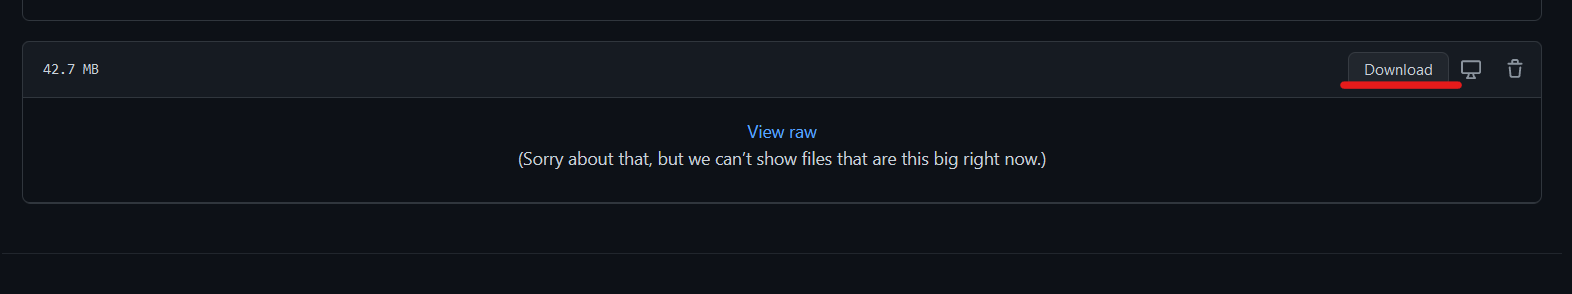 42.7 MB
Download
View raw
(Sorry about that, but we can’t show files that are this big right now.)